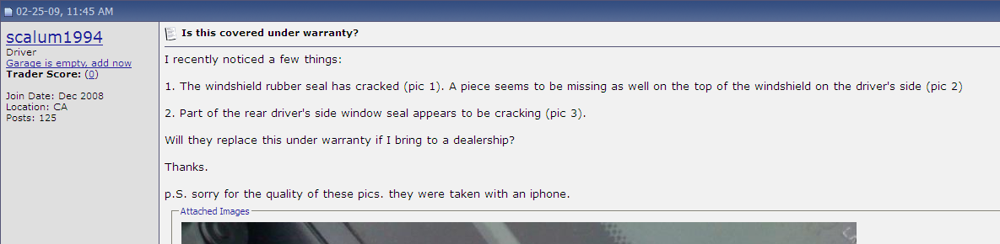 02-25-09, 11:45 AM
scalum1994
Driver
Garage is empty, add now
Trader Score: (0)
Join Date: Dec 2008
Location: CA
Posts: 125
Is this covered under warranty?
I recently noticed a few things:
1. The windshield rubber seal has cracked (pic 1). A piece seems to be missing as well on the top of the windshield on the driver's side (pic 2)
2. Part of the rear driver's side window seal appears to be cracking (pic 3).
Will they replace this under warranty if I bring to a dealership?
Thanks.
p.S. sorry for the quality of these pics. they were taken with an iphone.
Attached Images